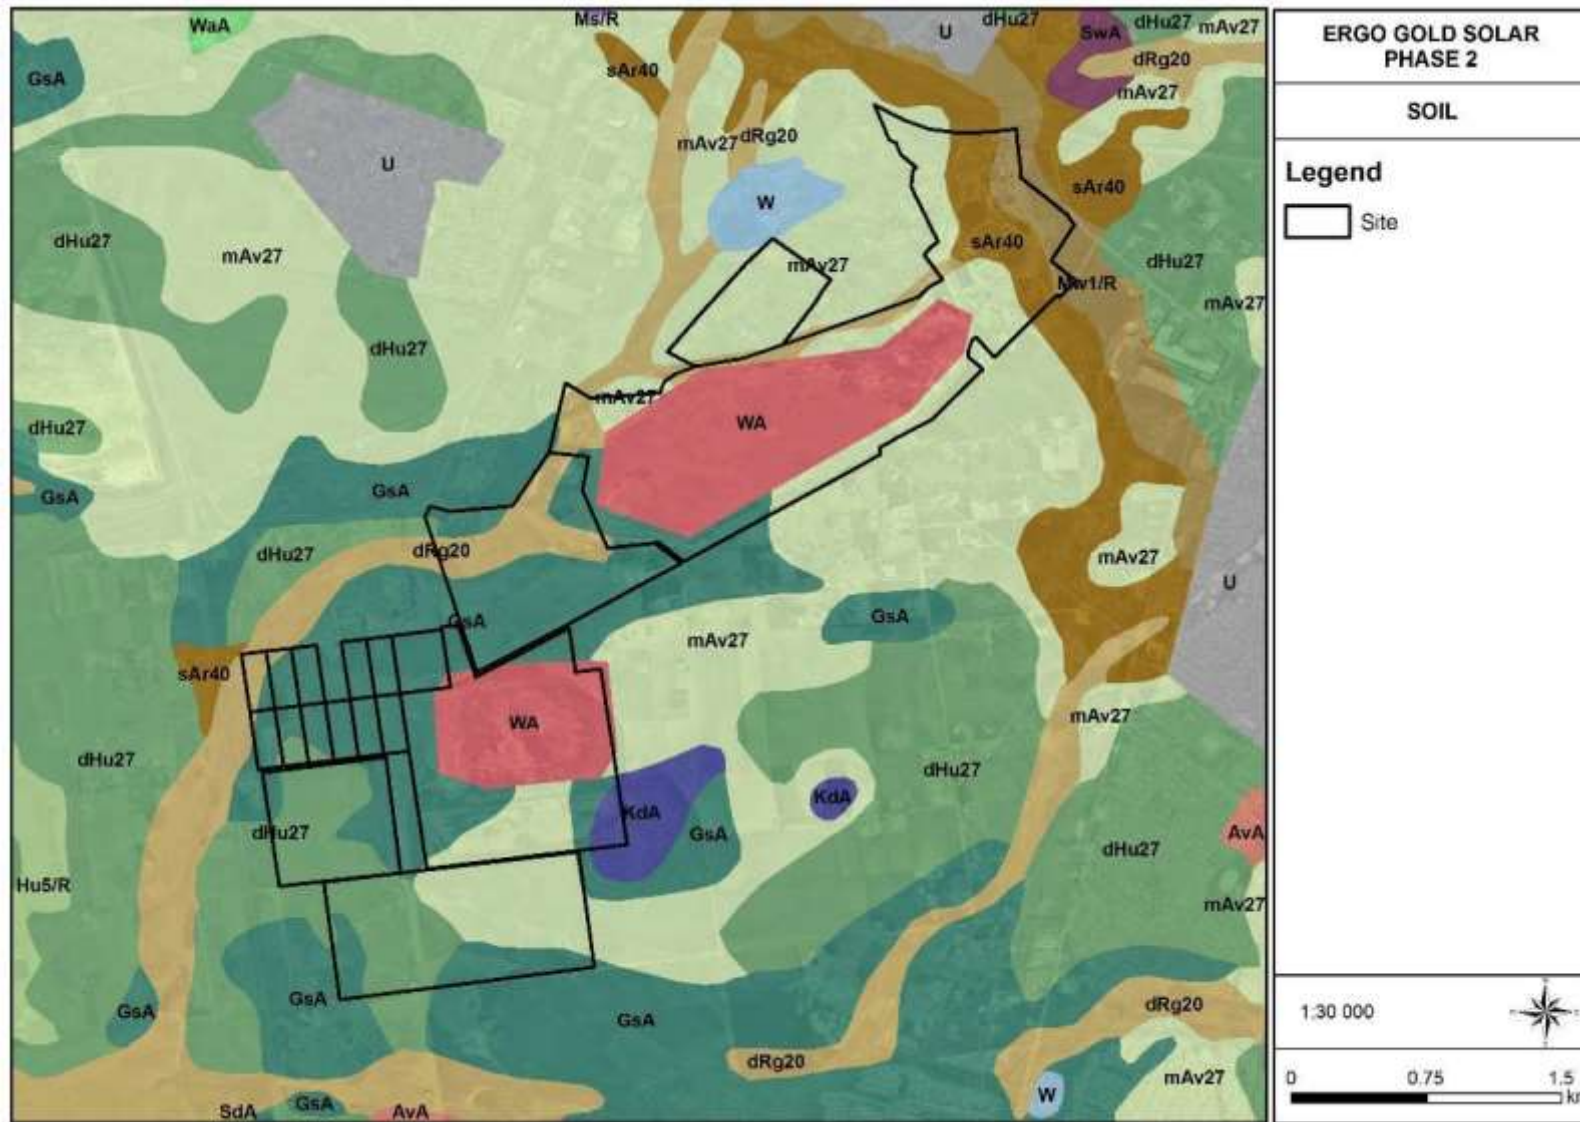 WaA
Ms/R
dHu27
U
SwA
dHu27
mAv27
GsA
sAr40
dRg20
mAv27
mAv27
dRg20
U
W
sAr40
dHu27
mAv27
mAv27
sAr40
dHu27
mAv27
dHu27
mAv27
dHu27
WA
GsA
GsA
dHu27
dRg20
mAv27
U
GsA
mAv27
GsA
sAr40
WA
mAv27
dHu27
dHu27
KdA
KdA
dHu27
GsA
AvA
dHu27
Hu5/R
mAv27
GsA
GsA
GsA
dRg20
dRg20
mAv27
W
SdA
GsA
AvA
ERGO GOLD SOLAR
PHASE 2
SOIL
Legend
Site
1:30 000
0 0.75 1.5
km